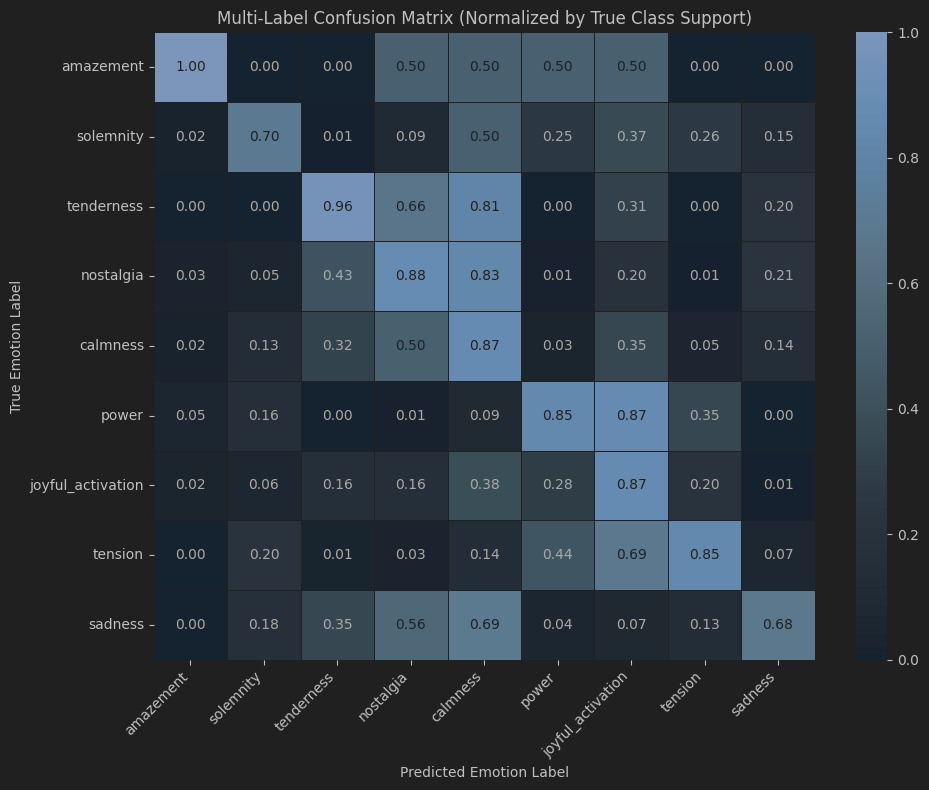 Multi-Label Confusion Matrix (Normalized by True Class Support)
True Emotion Label
amazement 1.00 0.00 0.00 0.50 0.50 0.50 0.50 0.00 0.00
solemnity 0.02 0.70 0.01 0.09 0.50 0.25 0.37 0.26 0.15
tenderness 0.00 0.00 0.96 0.66 0.81 0.00 0.31 0.00 0.20
nostalgia 0.03 0.05 0.43 0.88 0.83 0.01 0.20 0.01 0.21
calmness 0.02 0.13 0.32 0.50 0.87 0.03 0.35 0.05 0.14
power 0.05 0.16 0.00 0.01 0.09 0.85 0.87 0.35 0.00
joyful_activation 0.02 0.06 0.16 0.16 0.38 0.28 0.87 0.20 0.01
tension 0.00 0.20 0.01 0.03 0.14 0.44 0.69 0.85 0.07
sadness 0.00 0.18 0.35 0.56 0.69 0.04 0.07 0.13 0.68
amazement solemnity tenderness nostalgia calmness power joyful_activation tension sadness
Predicted Emotion Label
1.0
0.8
0.6
0.4
0.2
0.0